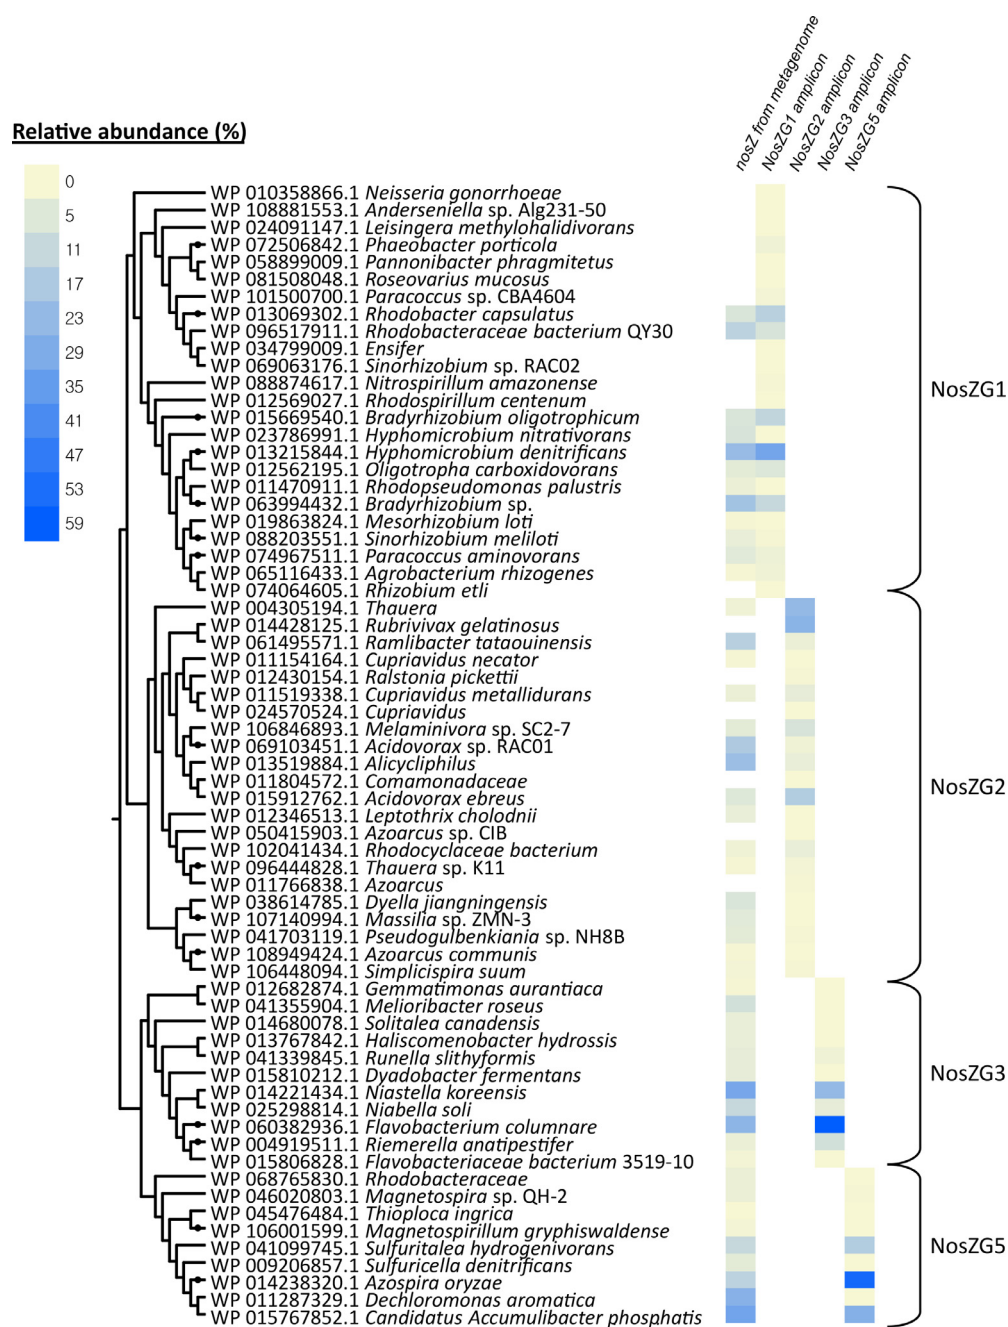 nosZ from metagenome
NosZG1 amplicon
NosZG2 amplicon
NosZG3 amplicon
NosZG5 amplicon
Relative abundance (%)
0
5
11
17
23
29
35
41
47
53
59
WP 010358866.1 Neisseria gonorrhoeae
WP 108881553.1 Anderseniella sp. Alg231-50
WP 024091147.1 Leisingera methylohalidivorans
WP 072506842.1 Phaeobacter porticola
WP 058899009.1 Pannonibacter phragmitetus
WP 081508048.1 Roseovarius mucosus
WP 101500700.1 Paracoccus sp. CBA4604
WP 013069302.1 Rhodobacter capsulatus
WP 096517911.1 Rhodobacteraceae bacterium QY30
WP 034799009.1 Ensifer
WP 069063176.1 Sinorhizobium sp. RAC02
WP 088874617.1 Nitrospirillum amazonense
WP 012569027.1 Rhodospirillum centenum
WP 015669540.1 Bradyrhizobium oligotrophicum
WP 023786991.1 Hyphomicrobium nitrativorans
WP 013215844.1 Hyphomicrobium denitrificans
WP 012562195.1 Oligotropha carboxidovorans
WP 011470911.1 Rhodopseudomonas palustris
WP 063994432.1 Bradyrhizobium sp.
WP 019863824.1 Mesorhizobium loti
WP 088203551.1 Sinorhizobium meliloti
WP 074967511.1 Paracoccus aminovorans
WP 065116433.1 Agrobacterium rhizogenes
WP 074064605.1 Rhizobium etli
NosZG1
WP 004305194.1 Thauera
WP 014428125.1 Rubrivivax gelatinosus
WP 061495571.1 Ramlibacter tataouinensis
WP 011154164.1 Cupriavidus necator
WP 012430154.1 Ralstonia pickettii
WP 011519338.1 Cupriavidus metallidurans
WP 024570524.1 Cupriavidus
WP 106846893.1 Melaminivora sp. SC2-7
WP 069103451.1 Acidovorax sp. RAC01
WP 013519884.1 Alicycliphilus
WP 011804572.1 Comamonadaceae
WP 015912762.1 Acidovorax ebreus
WP 012346513.1 Leptothrix cholodnii
WP 050415903.1 Azoarcus sp. CIB
WP 102041434.1 Rhodocyclaceae bacterium
WP 096444828.1 Thauera sp. K11
WP 011766838.1 Azoarcus
WP 038614785.1 Dyella jiangningensis
WP 107140994.1 Massilia sp. ZMN-3
WP 041703119.1 Pseudogulbenkiania sp. NH8B
WP 108949424.1 Azoarcus communis
WP 106448094.1 Simplicispira suum
NosZG2
WP 012682874.1 Gemmatimonas aurantiaca
WP 041355904.1 Melioribacter roseus
WP 014680078.1 Solitalea canadensis
WP 013767842.1 Haliscomenobacter hydrossis
WP 041339845.1 Runella slithyformis
WP 015810212.1 Dyadobacter fermentans
WP 014221434.1 Niastella koreensis
WP 025298814.1 Niabella soli
WP 060382936.1 Flavobacterium columnare
WP 004919511.1 Riemerella anatipestifer
WP 015806828.1 Flavobacteriaceae bacterium 3519-10
NosZG3
WP 068765830.1 Rhodobacteraceae
WP 046020803.1 Magnetospira sp. QH-2
WP 045476484.1 Thioploca ingrica
WP 106001599.1 Magnetospirillum gryphiswaldense
WP 041099745.1 Sulfuritalea hydrogenivorans
WP 009206857.1 Sulfuricella denitrificans
WP 014238320.1 Azospira oryzae
WP 011287329.1 Dechloromonas aromatica
WP 015767852.1 Candidatus Accumulibacter phosphatis
NosZG5